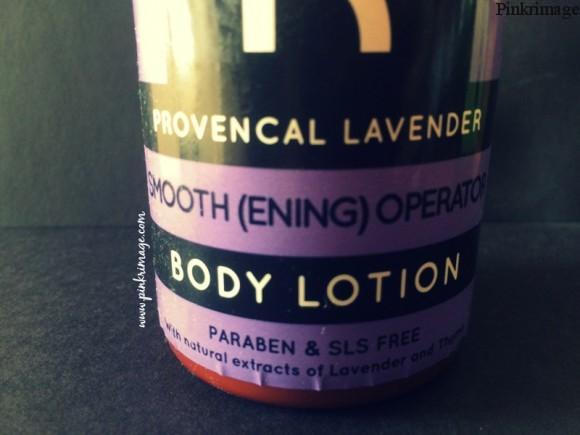 Pinkrimage
PROVENCAL LAVENDER
SMOOTH (ENING) OPERATOR
BODY LOTION
PARABEN & SLS FREE
With natural extracts of Lavender and
www.pinkrimage.com